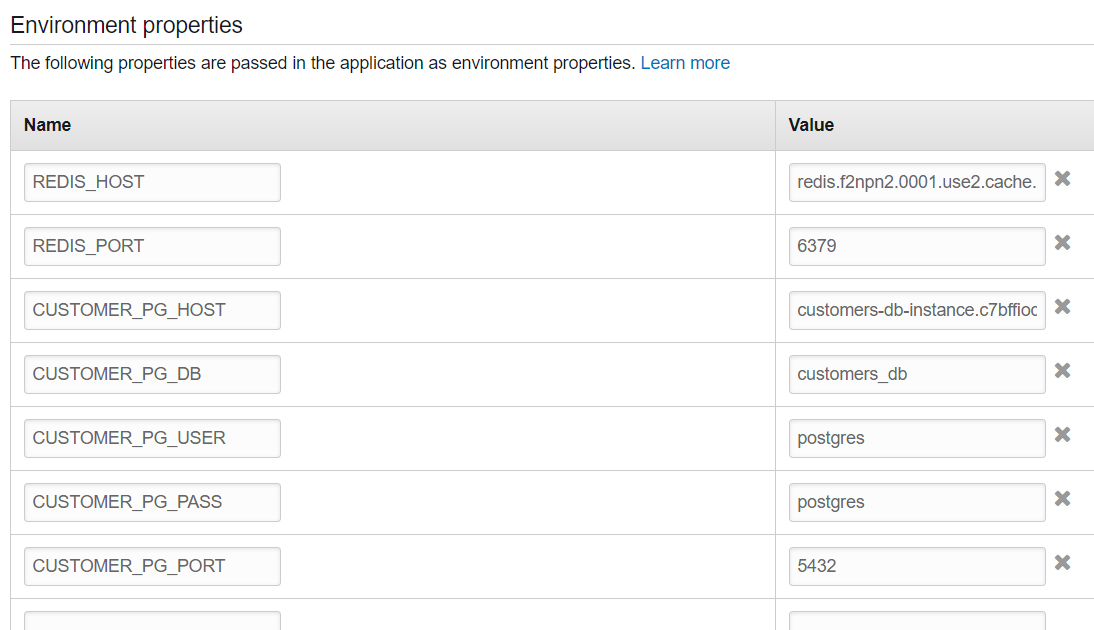 Environment properties
The following properties are passed in the application as environment properties. Learn more
Name Value
REDIS_HOST redis.f2npn2.0001.use2.cache.
REDIS_PORT 6379
CUSTOMER_PG_HOST customers-db-instance.c7bffioc
CUSTOMER_PG_DB customers_db
CUSTOMER_PG_USER postgres
CUSTOMER_PG_PASS postgres
CUSTOMER_PG_PORT 5432